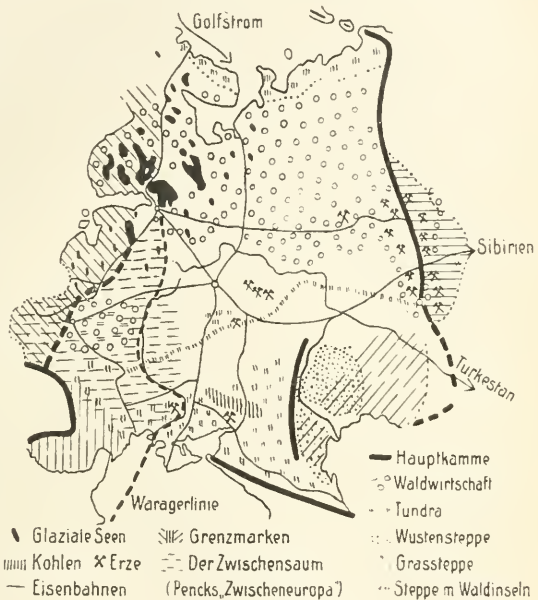 Golfstrom
Sibirien
Turkestan
Waragerlinie
Hauptkamme
Waldwirtschaft
Tundra
Wustensteppe
Grassteppe
Steppe m Waldinseln
Glaziale Seen
Kohlen
Erze
Eisenbahnen
Grenzmarken
Der Zwischensaum
(Pencks „Zwischeneuropa")